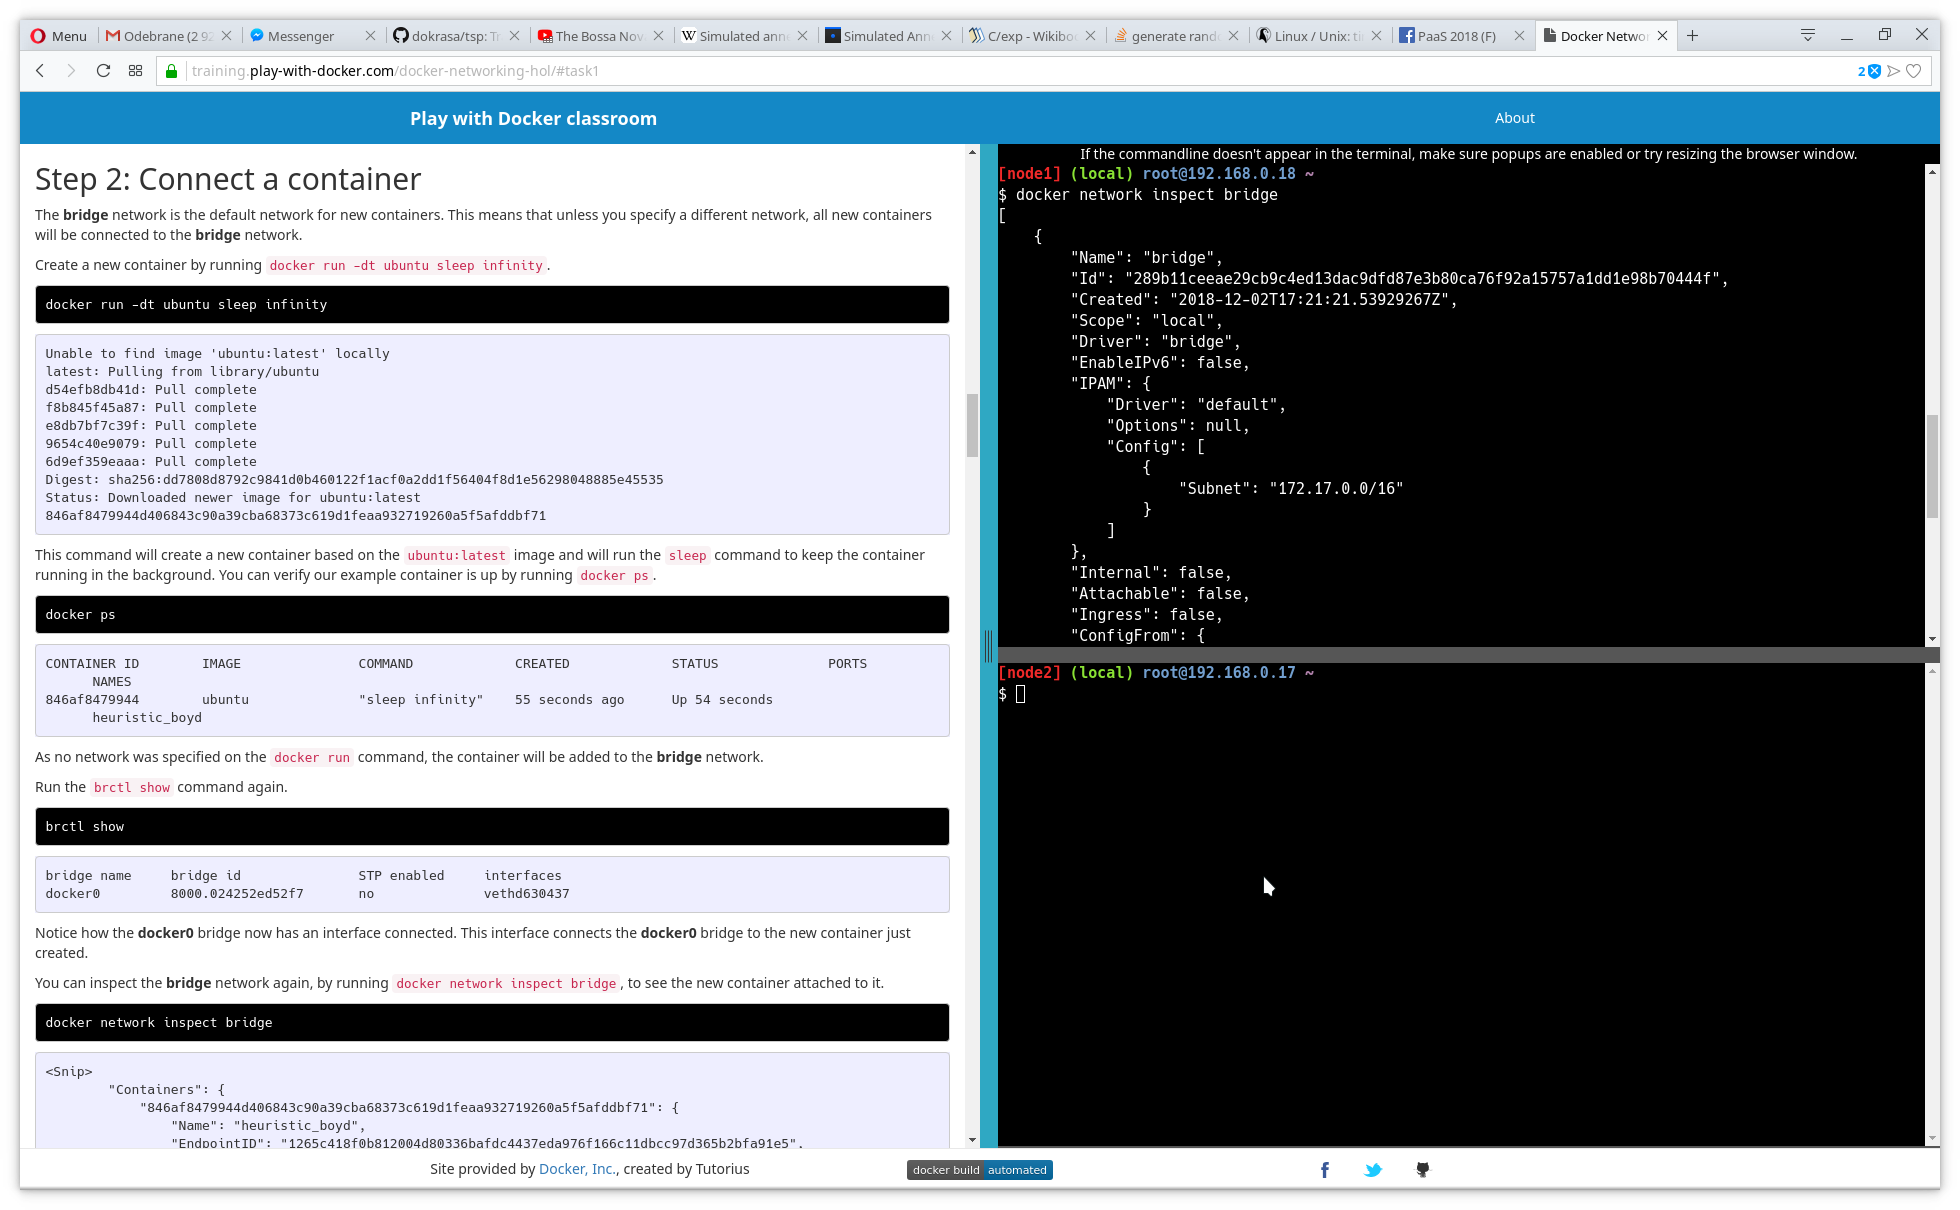 Menu
Odebrane (2 92
Messenger
dokrasa/tsp: Tr
The Bossa Nov
Simulated ann
Simulated Ann
C/exp - Wikibo
generate rand
Linux / Unix: ti
PaaS 2018 (F)
Docker Networ
training.play-with-docker.com/docker-networking-hol/#task1
2
Play with Docker classroom
About
Step 2: Connect a container
The bridge network is the default network for new containers. This means that unless you specify a different network, all new containers
will be connected to the bridge network.
Create a new container by running docker run -dt ubuntu sleep infinity.
docker run -dt ubuntu sleep infinity
Unable to find image 'ubuntu:latest' locally
latest: Pulling from library/ubuntu
d54efb8db41d: Pull complete
f8b845f45a87: Pull complete
e8db7bf7c39f: Pull complete
9654c40e9079: Pull complete
6d9ef359eaaa: Pull complete
Digest: sha256:dd7808d8792c9841d0b460122f1acf0a2dd1f56404f8d1e56298048885e45535
Status: Downloaded newer image for ubuntu:latest
846af8479944d406843c90a39cba68373c619d1feaa932719260a5f5afddbf71
This command will create a new container based on the ubuntu:latest image and will run the sleep command to keep the container
running in the background. You can verify our example container is up by running docker ps.
docker ps
CONTAINER ID        IMAGE               COMMAND             CREATED             STATUS              PORTS
      NAMES
846af8479944        ubuntu              "sleep infinity"    55 seconds ago      Up 54 seconds
      heuristic_boyd
As no network was specified on the docker run command, the container will be added to the bridge network.
Run the brctl show command again.
brctl show
bridge name     bridge id               STP enabled     interfaces
docker0         8000.024252ed52f7       no              vethd630437
Notice how the docker0 bridge now has an interface connected. This interface connects the docker0 bridge to the new container just
created.
You can inspect the bridge network again, by running docker network inspect bridge, to see the new container attached to it.
docker network inspect bridge
<Snip>
        "Containers": {
            "846af8479944d406843c90a39cba68373c619d1feaa932719260a5f5afddbf71": {
                "Name": "heuristic_boyd",
                "EndpointID": "1265c418f0b812004d80336bafdc4437eda976f166c11dbcc97d365b2bfa91e5",
If the commandline doesn't appear in the terminal, make sure popups are enabled or try resizing the browser window.
[node1] (local) root@192.168.0.18 ~
$ docker network inspect bridge
[
    {
        "Name": "bridge",
        "Id": "289b11ceeae29cb9c4ed13dac9dfd87e3b80ca76f92a15757a1dd1e98b70444f",
        "Created": "2018-12-02T17:21:21.53929267Z",
        "Scope": "local",
        "Driver": "bridge",
        "EnableIPv6": false,
        "IPAM": {
            "Driver": "default",
            "Options": null,
            "Config": [
                {
                    "Subnet": "172.17.0.0/16"
                }
            ]
        },
        "Internal": false,
        "Attachable": false,
        "Ingress": false,
        "ConfigFrom": {
[node2] (local) root@192.168.0.17 ~
$
Site provided by Docker, Inc., created by Tutorius
docker build automated